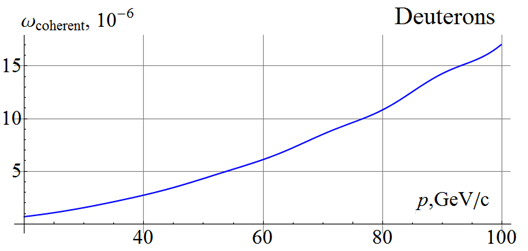 ω_coherent, 10⁻⁶ Deuterons
15
10
5
p,GeV/c
40 60 80 100